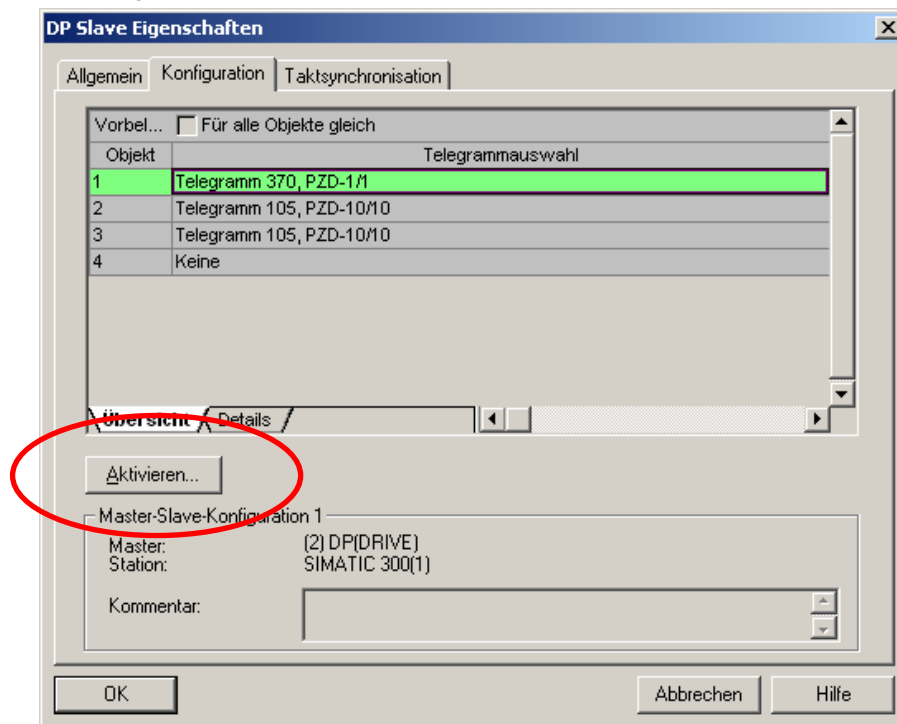 DP Slave Eigenschaften
Allgemein Konfiguration Taktsynchronisation
Vorbel... Für alle Objekte gleich
Objekt Telegrammauswahl
1 Telegramm 370, PZD-1/1
2 Telegramm 105, PZD-10/10
3 Telegramm 105, PZD-10/10
4 Keine
Übersicht Details
Aktivieren...
Master-Slave-Konfiguration 1
Master: (2) DP(DRIVE)
Station: SIMATIC 300(1)
Kommentar:
OK Abbrechen Hilfe